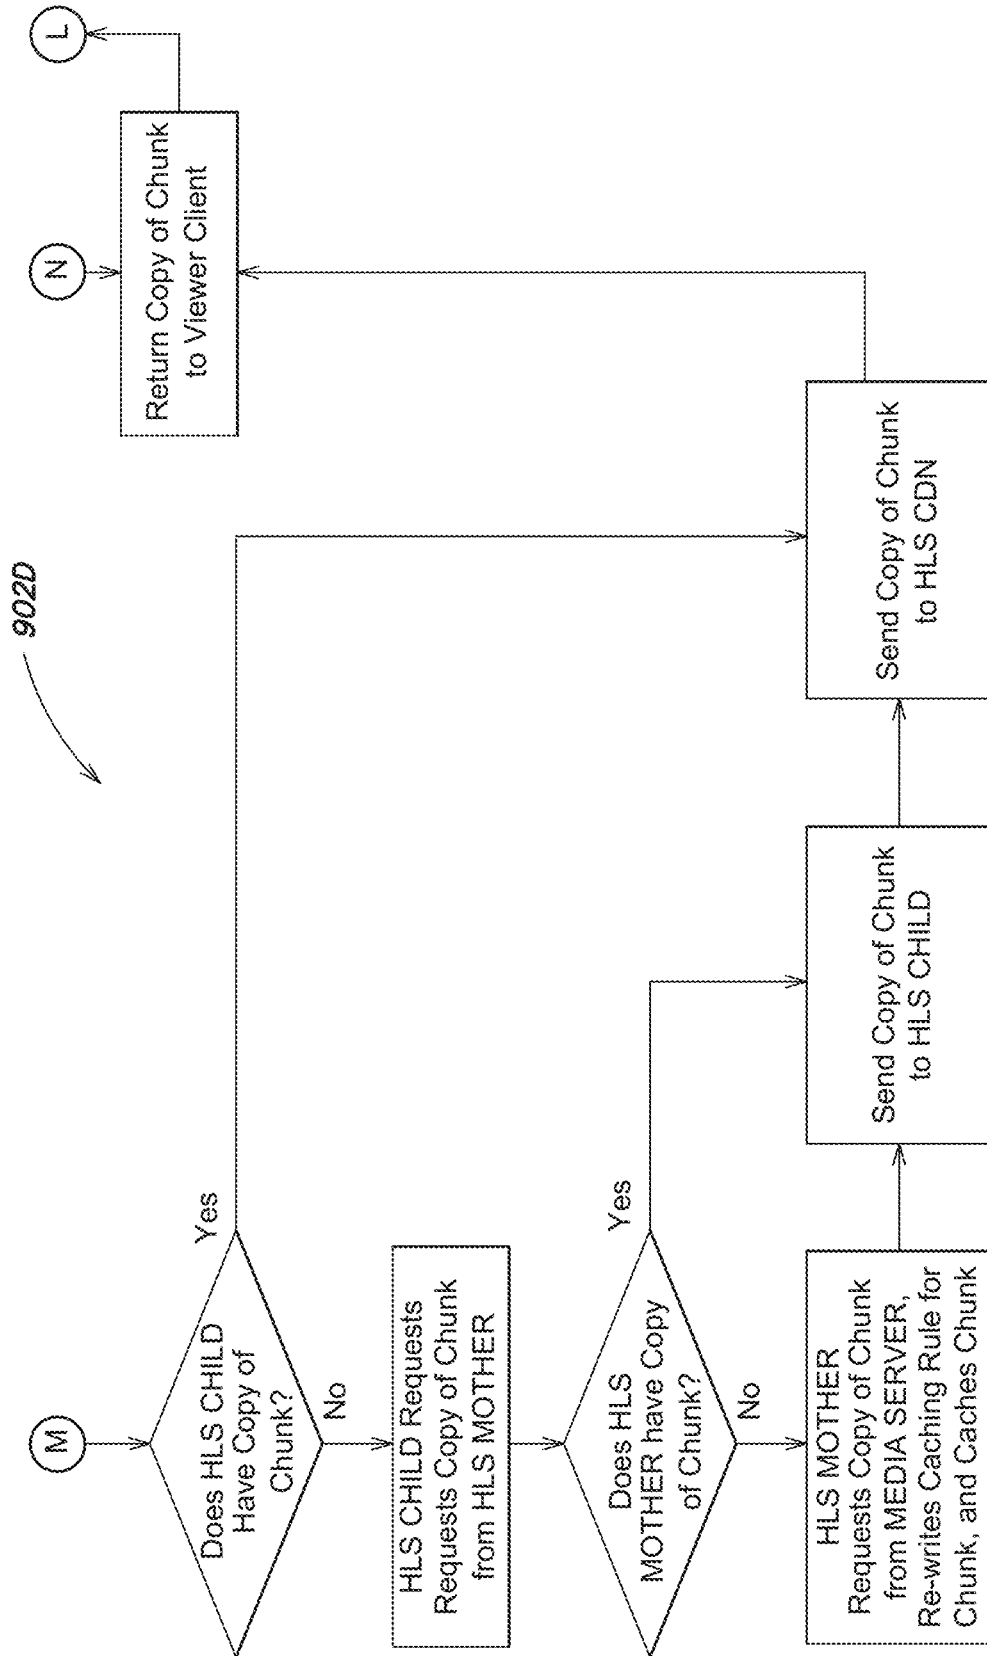 902D
M
Does HLS CHILD
Have Copy of
Chunk?
Yes
No
HLS CHILD Requests
Requests Copy of Chunk
from HLS MOTHER
Does HLS
MOTHER have Copy
of Chunk?
Yes
No
HLS MOTHER
Requests Copy of Chunk
from MEDIA SERVER,
Re-writes Caching Rule for
Chunk, and Caches Chunk
Send Copy of Chunk
to HLS CHILD
Send Copy of Chunk
to HLS CDN
N
Return Copy of Chunk
to Viewer Client
L